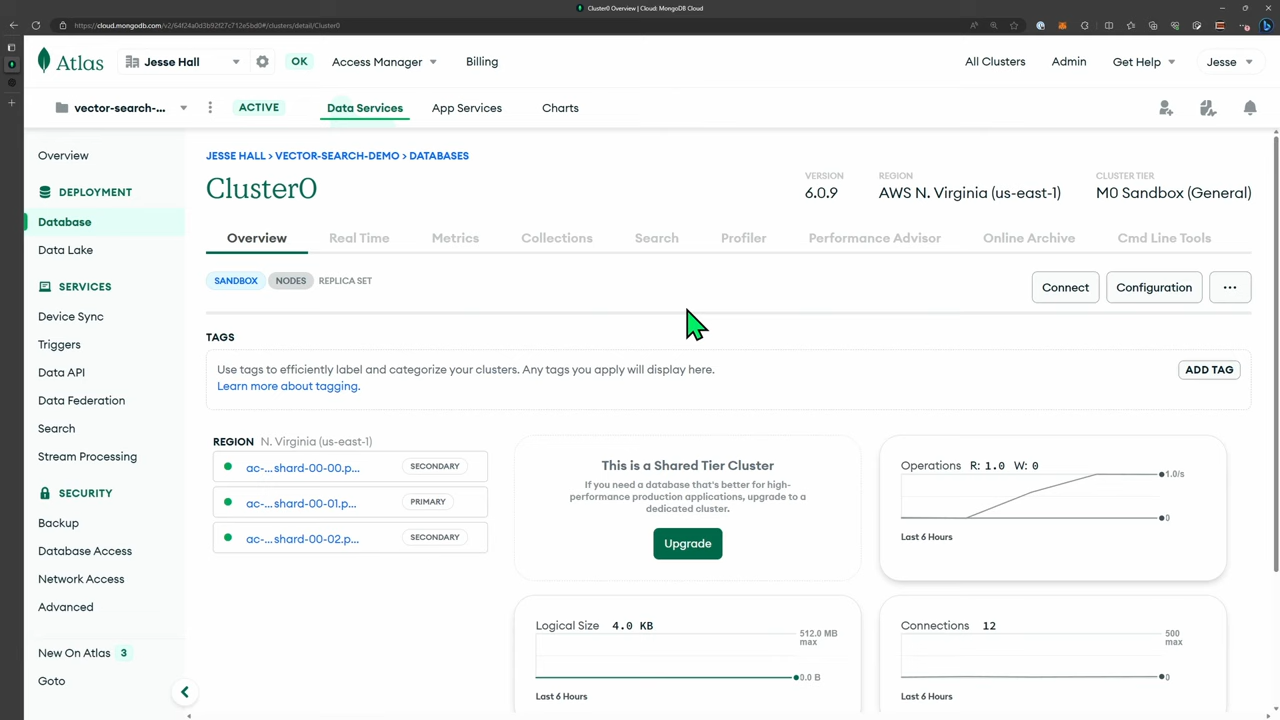 Cluster0 Overview | Cloud: MongoDB Cloud
https://cloud.mongodb.com/v2/64f24a0d3b92f27c712e5bd0#/clusters/detail/Cluster0
Atlas
Jesse Hall
OK
Access Manager
Billing
All Clusters
Admin
Get Help
Jesse
vector-search-...
ACTIVE
Data Services
App Services
Charts
Overview
DEPLOYMENT
Database
Data Lake
SERVICES
Device Sync
Triggers
Data API
Data Federation
Search
Stream Processing
SECURITY
Backup
Database Access
Network Access
Advanced
New On Atlas 3
Goto
JESSE HALL > VECTOR-SEARCH-DEMO > DATABASES
Cluster0
VERSION
6.0.9
REGION
AWS N. Virginia (us-east-1)
CLUSTER TIER
M0 Sandbox (General)
Overview
Real Time
Metrics
Collections
Search
Profiler
Performance Advisor
Online Archive
Cmd Line Tools
SANDBOX
NODES
REPLICA SET
Connect
Configuration
...
TAGS
Use tags to efficiently label and categorize your clusters. Any tags you apply will display here.
Learn more about tagging.
ADD TAG
REGION N. Virginia (us-east-1)
ac-...shard-00-00.p... SECONDARY
ac-...shard-00-01.p... PRIMARY
ac-...shard-00-02.p... SECONDARY
This is a Shared Tier Cluster
If you need a database that's better for high-
performance production applications, upgrade to a
dedicated cluster.
Upgrade
Operations R: 1.0 W: 0
1.0/s
0
Last 6 Hours
Logical Size 4.0 KB
512.0 MB
max
0.0 B
Last 6 Hours
Connections 12
500
max
0
Last 6 Hours